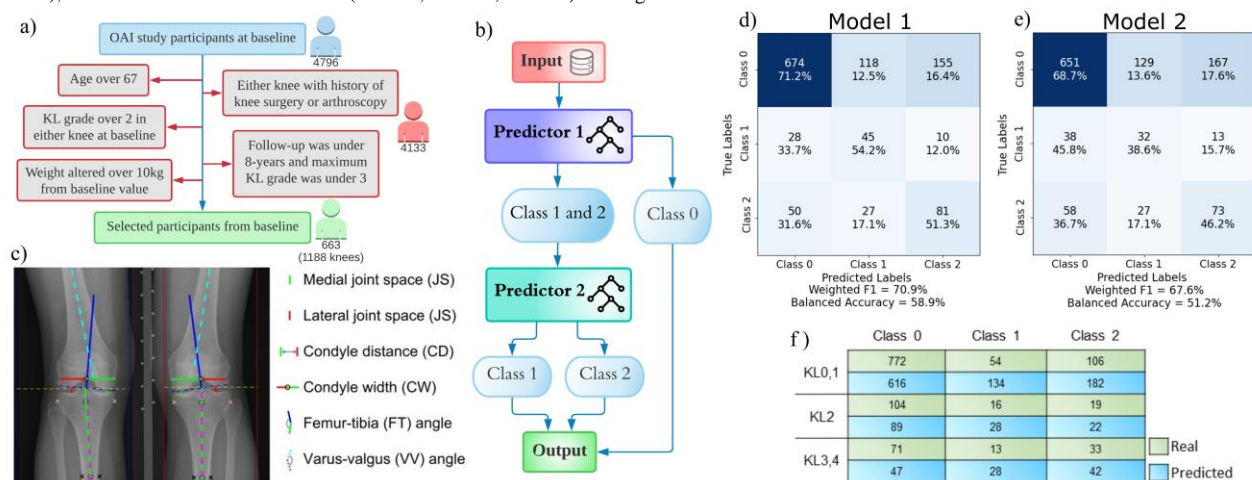 a)
OAI study participants at baseline
4796
Age over 67
Either knee with history of
knee surgery or arthroscopy
KL grade over 2 in
either knee at baseline
4133
Follow-up was under
8-years and maximum
KL grade was under 3
Weight altered over 10kg
from baseline value
Selected participants from baseline
663
(1188 knees)
b)
Input
Predictor 1
Class 1 and 2
Class 0
Predictor 2
Class 1
Class 2
Output
c)
Medial joint space (JS)
Lateral joint space (JS)
Condyle distance (CD)
Condyle width (CW)
Femur-tibia (FT) angle
Varus-valgus (VV) angle
d)
Model 1
True Labels
Class 0
674 118 155
71.2% 12.5% 16.4%
Class 1
28 45 10
33.7% 54.2% 12.0%
Class 2
50 27 81
31.6% 17.1% 51.3%
Class 0 Class 1 Class 2
Predicted Labels
Weighted F1 = 70.9%
Balanced Accuracy = 58.9%
e)
Model 2
True Labels
Class 0
651 129 167
68.7% 13.6% 17.6%
Class 1
38 32 13
45.8% 38.6% 15.7%
Class 2
58 27 73
36.7% 17.1% 46.2%
Class 0 Class 1 Class 2
Predicted Labels
Weighted F1 = 67.6%
Balanced Accuracy = 51.2%
f)
Class 0 Class 1 Class 2
KL0,1
772 54 106
616 134 182
KL2
104 16 19
89 28 22
KL3,4
71 13 33
47 28 42
Real
Predicted